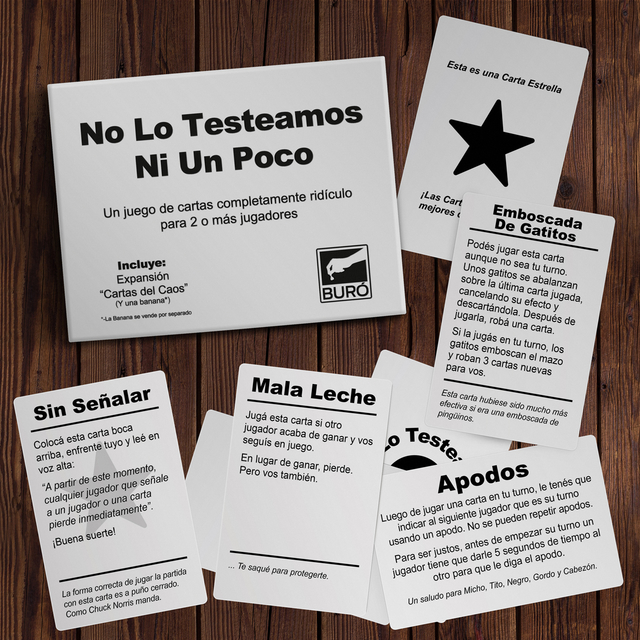 No Lo Testeamos
Ni Un Poco
Un juego de cartas completamente ridículo
para 2 o más jugadores
Incluye:
Expansión
“Cartas del Caos”
(Y una banana*)
*-La Banana se vende por separado
BURÓ
Esta es una Carta Estrella
¡Las Car
mejores
Emboscada
De Gatitos
Podés jugar esta carta
aunque no sea tu turno.
Unos gatitos se abalanzan
sobre la última carta jugada,
cancelando su efecto y
descartándola. Después de
jugarla, robá una carta.
Si la jugás en tu turno, los
gatitos emboscan el mazo
y roban 3 cartas nuevas
para vos.
Esta carta hubiese sido mucho más
efectiva si era una emboscada de
pingüinos.
Sin Señalar
Colocá esta carta boca
arriba, enfrente tuyo y leé en
voz alta:
“A partir de este momento,
cualquier jugador que señale
a un jugador o una carta
pierde inmediatamente”.
¡Buena suerte!
La forma correcta de jugar la partida
con esta carta es a puño cerrado.
Como Chuck Norris manda.
Mala Leche
Jugá esta carta si otro
jugador acaba de ganar y vos
seguís en juego.
En lugar de ganar, pierde.
Pero vos también.
... Te saqué para protegerte.
Lo Teste
Apodos
Luego de jugar una carta en tu turno, le tenés que
indicar al siguiente jugador que es su turno
usando un apodo. No se pueden repetir apodos.
Para ser justos, antes de empezar su turno un
jugador tiene que darle 5 segundos de tiempo al
otro para que le diga el apodo.
Un saludo para Micho, Tito, Negro, Gordo y Cabezón.